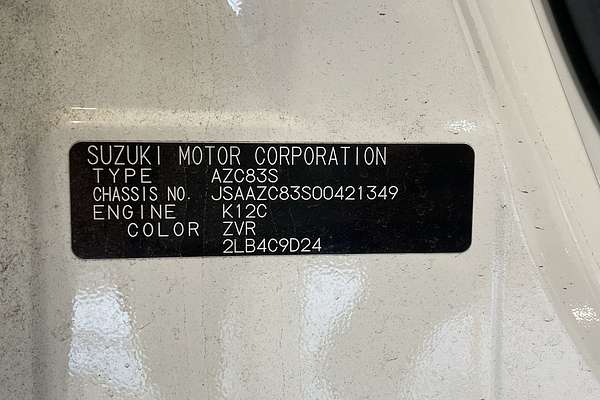 SUZUKI MOTOR CORPORATION
TYPE AZC83S
CHASSIS NO. JSAAZC83S00421349
ENGINE K12C
COLOR ZVR
2LB4C9D24